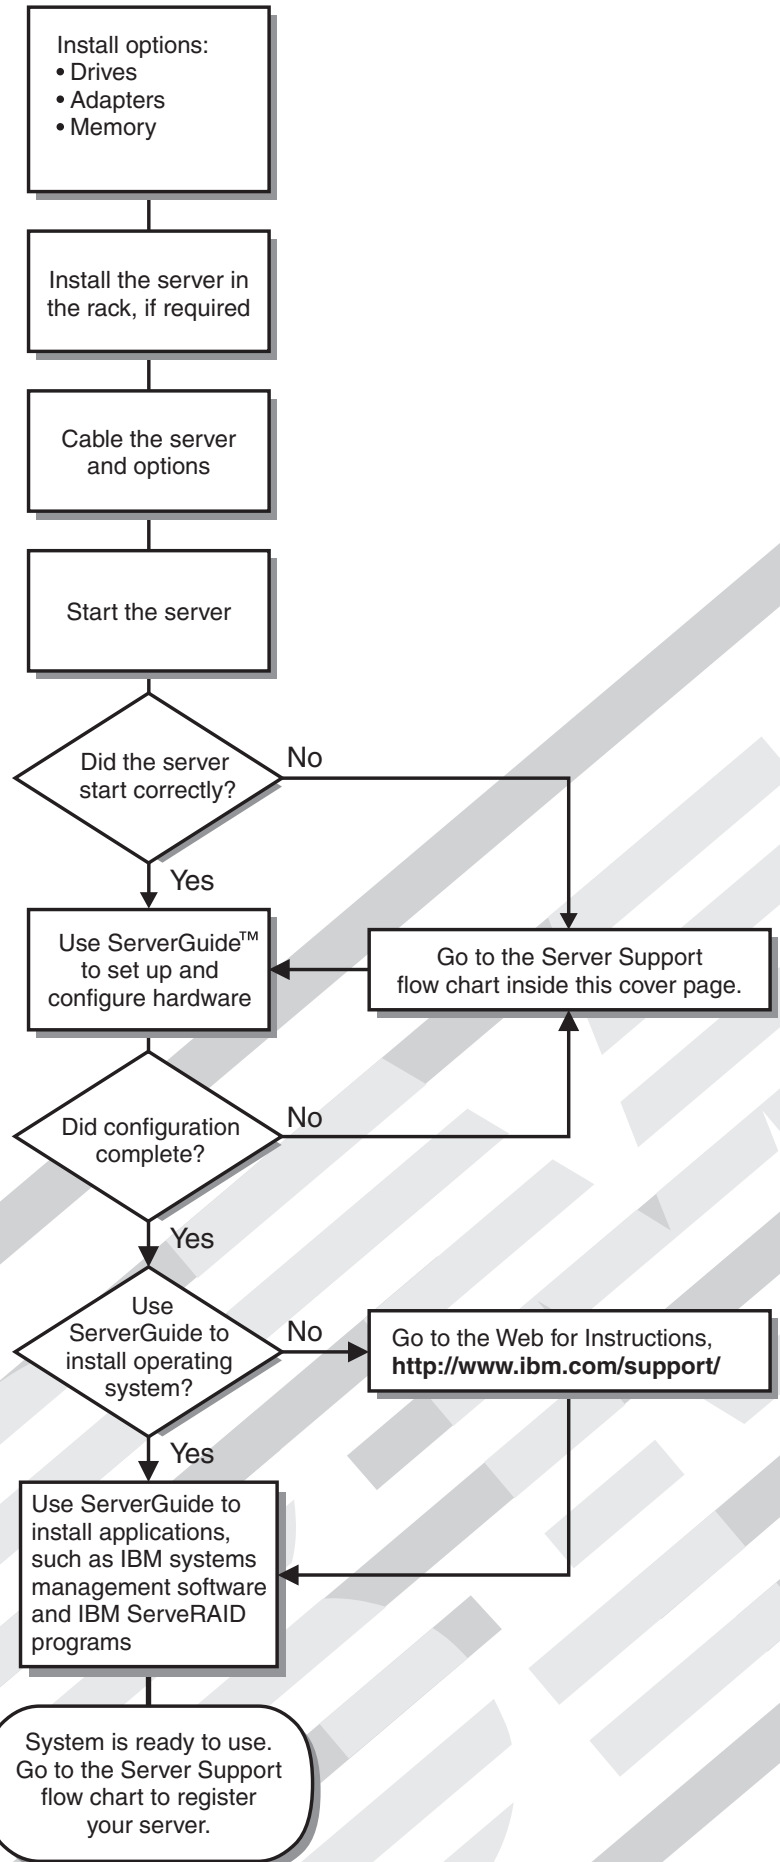 Install options:
• Drives
• Adapters
• Memory
Install the server in
the rack, if required
Cable the server
and options
Start the server
Did the server
start correctly?
No
Yes
Use ServerGuide™
to set up and
configure hardware
Go to the Server Support
flow chart inside this cover page.
Did configuration
complete?
No
Yes
Use
ServerGuide to
install operating
system?
No
Go to the Web for Instructions,
http://www.ibm.com/support/
Yes
Use ServerGuide to
install applications,
such as IBM systems
management software
and IBM ServeRAID
programs
System is ready to use.
Go to the Server Support
flow chart to register
your server.